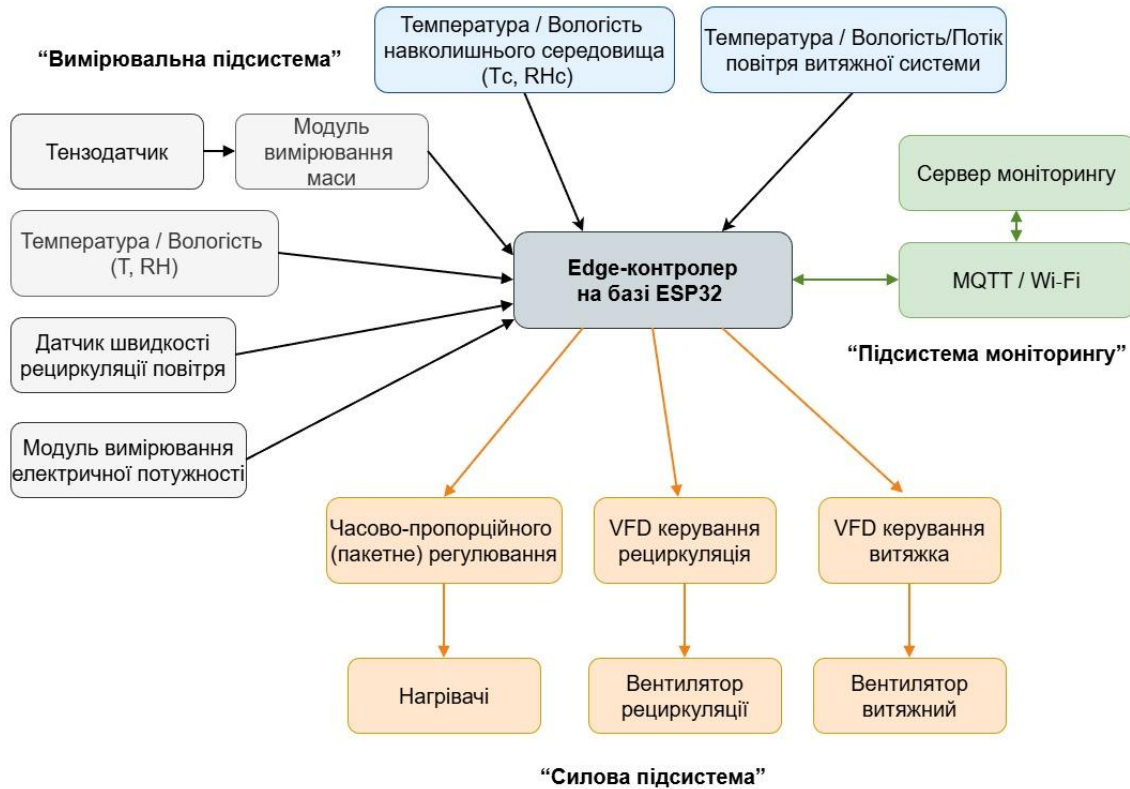 “Вимірювальна підсистема”
Температура / Вологість
навколишнього середовища
(Tc, RHc)
Температура / Вологість/Потік
повітря витяжної системи
Тензодатчик
Модуль
вимірювання
маси
Сервер моніторингу
Температура / Вологість
(T, RH)
Edge-контролер
на базі ESP32
MQTT / Wi-Fi
Датчик швидкості
рециркуляції повітря
“Підсистема моніторингу”
Модуль вимірювання
електричної потужності
Часово-пропорційного
(пакетне) регулювання
VFD керування
рециркуляція
VFD керування
витяжка
Нагрівачі
Вентилятор
рециркуляції
Вентилятор
витяжний
“Силова підсистема”